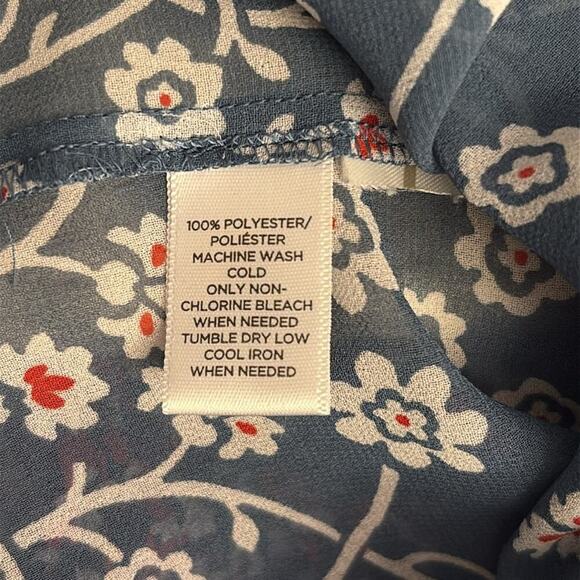 100% POLYESTER/
POLIÉSTER
MACHINE WASH
COLD
ONLY NON-
CHLORINE BLEACH
WHEN NEEDED
TUMBLE DRY LOW
COOL IRON
WHEN NEEDED